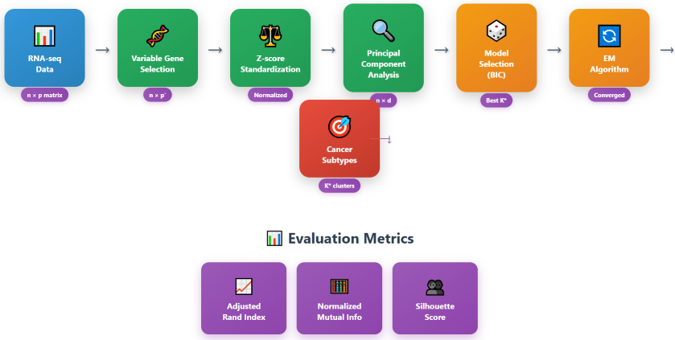 RNA-seq
Data
n × p matrix
Variable Gene
Selection
n × p'
Z-score
Standardization
Normalized
Principal
Component
Analysis
n × d
Model
Selection
(BIC)
Best K*
EM
Algorithm
Converged
Cancer
Subtypes
K* clusters
Evaluation Metrics
Adjusted
Rand Index
Normalized
Mutual Info
Silhouette
Score